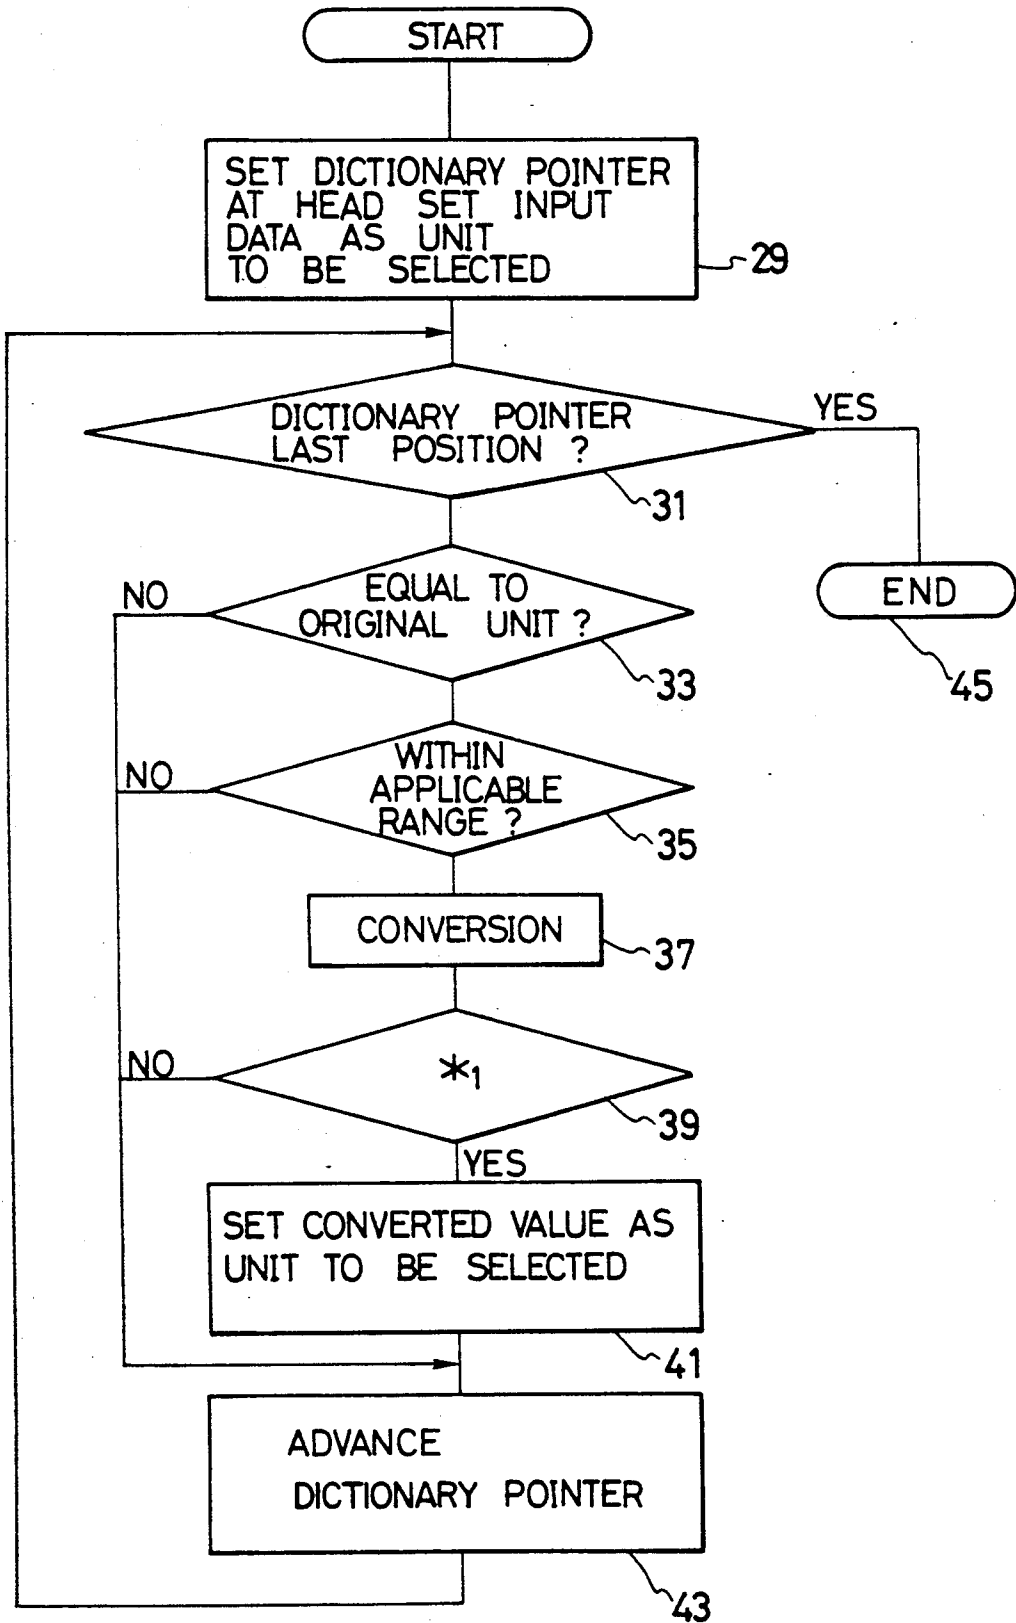 START
SET DICTIONARY POINTER
AT HEAD SET INPUT
DATA AS UNIT
TO BE SELECTED
29
DICTIONARY POINTER
LAST POSITION ?
YES
31
EQUAL TO
ORIGINAL UNIT ?
NO
END
33
45
WITHIN
APPLICABLE
RANGE ?
NO
35
CONVERSION
37
*1
NO
39
YES
SET CONVERTED VALUE AS
UNIT TO BE SELECTED
41
ADVANCE
DICTIONARY POINTER
43